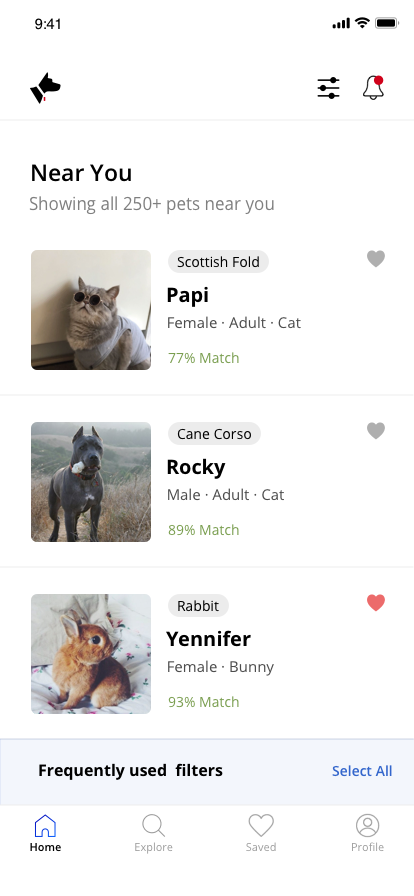 9:41
Near You
Showing all 250+ pets near you
Scottish Fold
Papi
Female · Adult · Cat
77% Match
Cane Corso
Rocky
Male · Adult · Cat
89% Match
Rabbit
Yennifer
Female · Bunny
93% Match
Frequently used  filters
Select All
Home
Explore
Saved
Profile